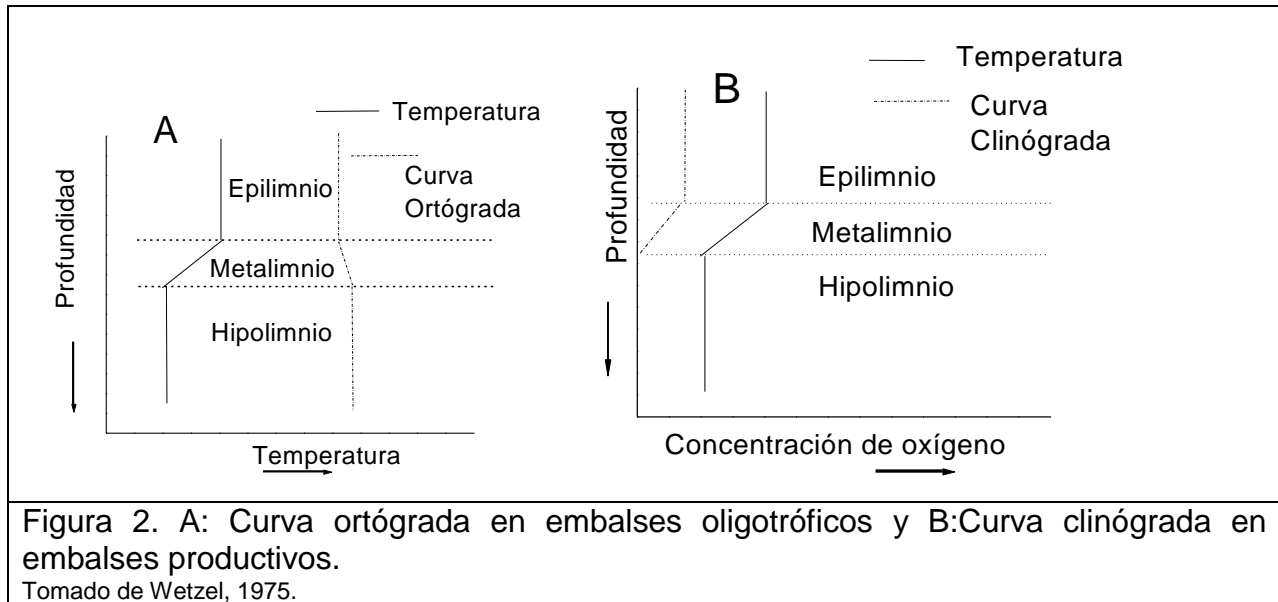 A
Temperatura
Curva
Ortógrada
Profundidad
Epilimnio
Metalimnio
Hipolimnio
Temperatura
B
Temperatura
Curva
Clinógrada
Profundidad
Epilimnio
Metalimnio
Hipolimnio
Concentración de oxígeno
Figura 2. A: Curva ortógrada en embalses oligotróficos y B:Curva clinógrada en
embalses productivos.
Tomado de Wetzel, 1975.